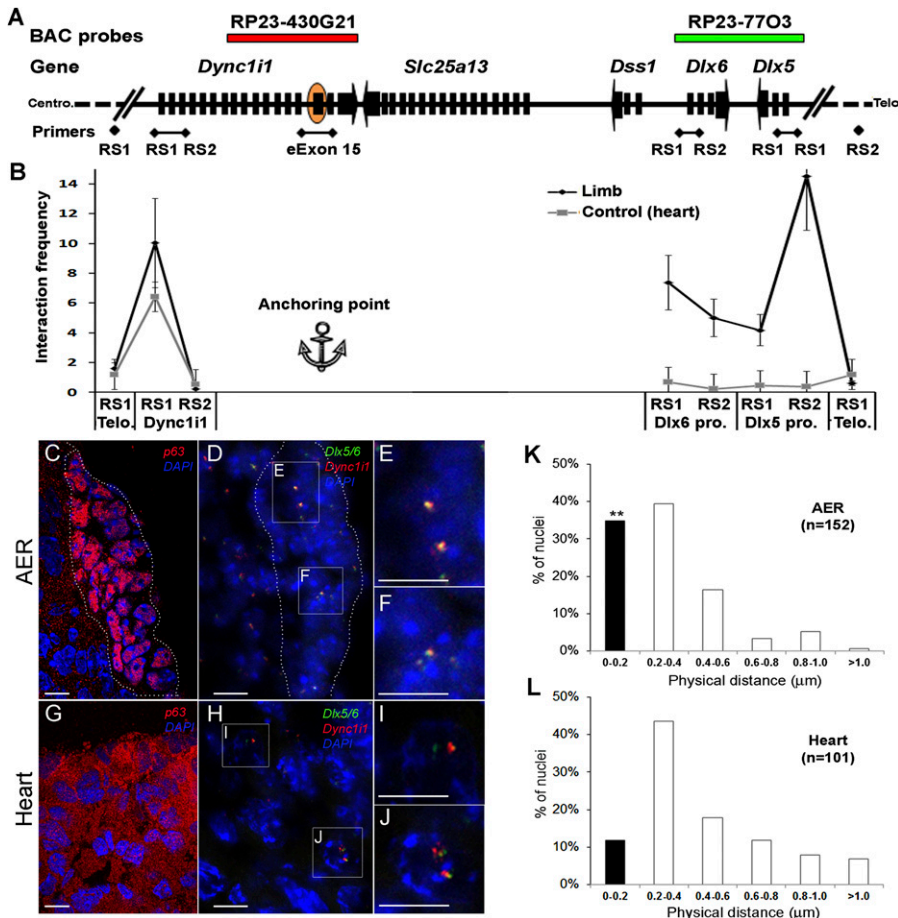 A
RP23-430G21
RP23-77O3
BAC probes
Gene
Dync1i1
Slc25a13
Dss1
Dlx6
Dlx5
Centro.
Telo.
Primers
RS1
RS1 RS2
eExon 15
RS1 RS2
RS1 RS1
RS2
B
Interaction frequency
14
12
10
8
6
4
2
0
Limb
Control (heart)
Anchoring point
RS1
RS1 RS2
RS1
RS2
RS1
RS2
RS1
Telo.
Dync1i1
Dlx6 pro.
Dlx5 pro.
Telo.
AER
C
p63
DAPI
D
Dlx5/6
Dync1i1
DAPI
E
F
E
F
Heart
G
p63
DAPI
H
Dlx5/6
Dync1i1
DAPI
I
J
I
J
K
50%
40%
30%
20%
10%
0%
% of nuclei
**
AER
(n=152)
0-0.2 0.2-0.4 0.4-0.6 0.6-0.8 0.8-1.0 >1.0
Physical distance (μm)
L
50%
40%
30%
20%
10%
0%
% of nuclei
Heart
(n=101)
0-0.2 0.2-0.4 0.4-0.6 0.6-0.8 0.8-1.0 >1.0
Physical distance (μm)